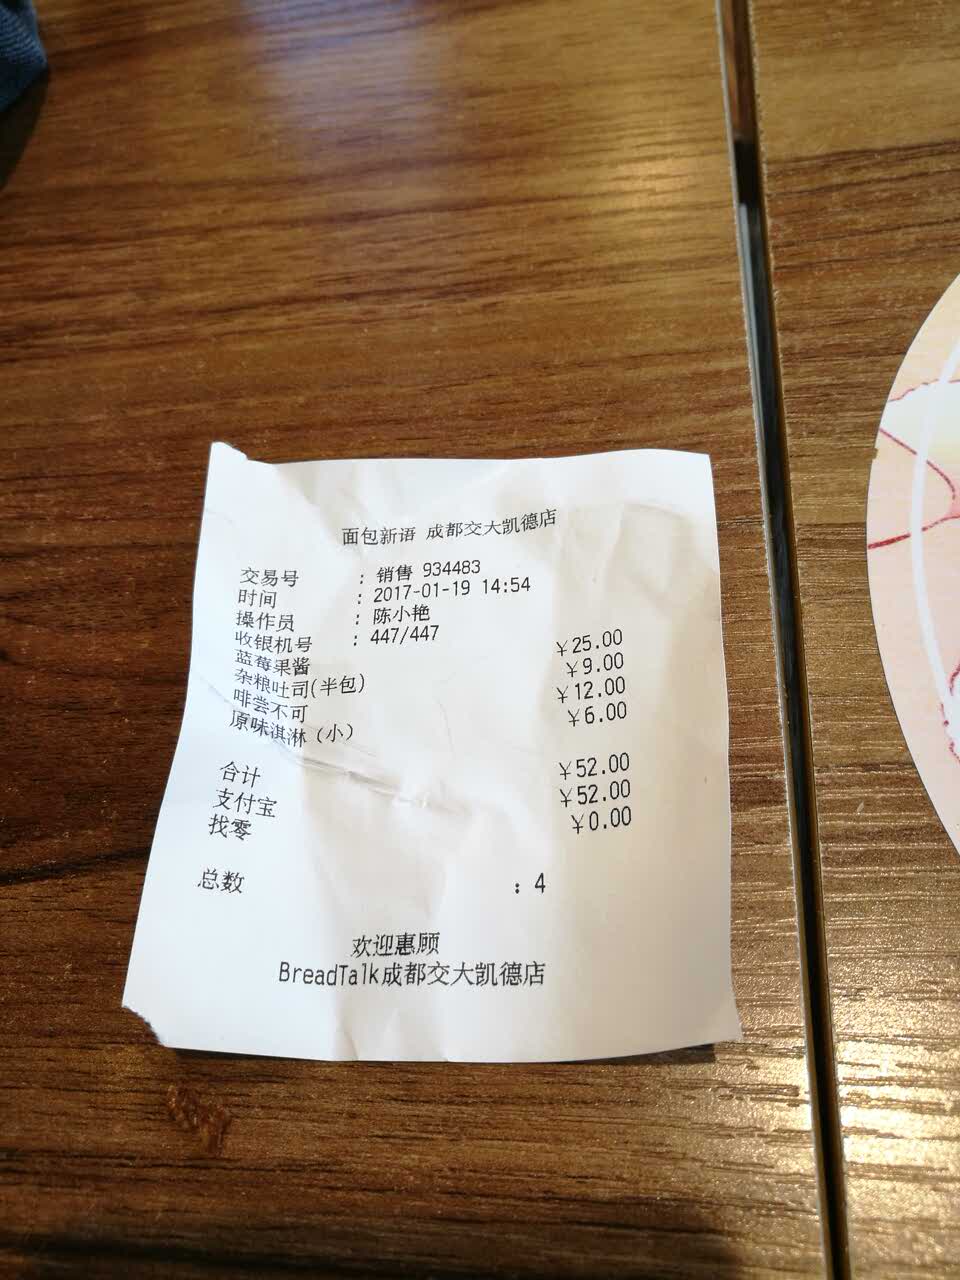 面包新语 成都交大凯德店
交易号 : 销售 934483
时间 : 2017-01-19 14:54
操作员 : 陈小艳
收银机号 : 447/447
蓝莓果酱 ¥25.00
杂粮吐司(半包) ¥9.00
啡尝不可 ¥12.00
原味淇淋（小） ¥6.00
合计 ¥52.00
支付宝 ¥52.00
找零 ¥0.00
总数 : 4
欢迎惠顾
BreadTalk成都交大凯德店